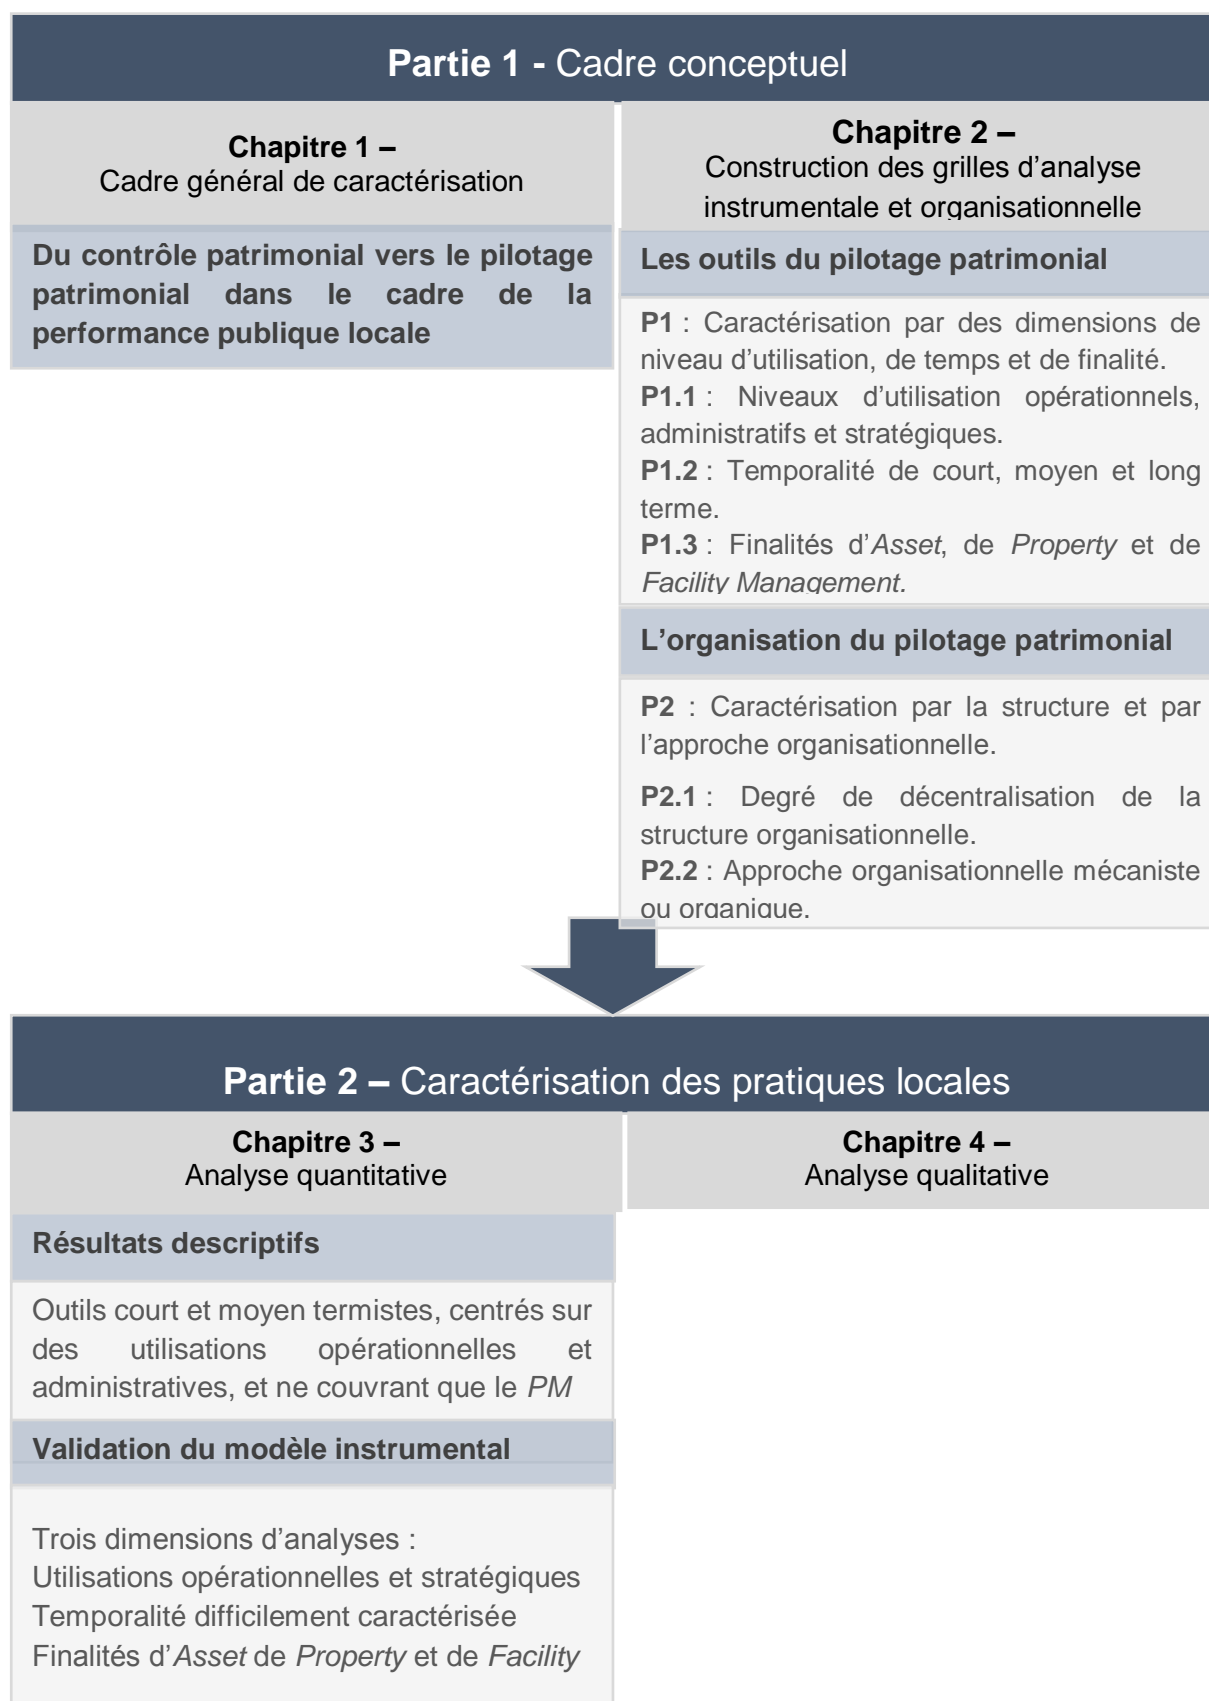 Partie 1 - Cadre conceptuel
Chapitre 1 –
Cadre général de caractérisation
Du contrôle patrimonial vers le pilotage
patrimonial dans le cadre de la
performance publique locale
Chapitre 2 –
Construction des grilles d’analyse
instrumentale et organisationnelle
Les outils du pilotage patrimonial
P1 : Caractérisation par des dimensions de
niveau d’utilisation, de temps et de finalité.
P1.1 : Niveaux d’utilisation opérationnels,
administratifs et stratégiques.
P1.2 : Temporalité de court, moyen et long
terme.
P1.3 : Finalités d’Asset, de Property et de
Facility Management.
L’organisation du pilotage patrimonial
P2 : Caractérisation par la structure et par
l’approche organisationnelle.
P2.1 : Degré de décentralisation de la
structure organisationnelle.
P2.2 : Approche organisationnelle mécaniste
ou organique.
Partie 2 – Caractérisation des pratiques locales
Chapitre 3 –
Analyse quantitative
Résultats descriptifs
Outils court et moyen termistes, centrés sur
des utilisations opérationnelles et
administratives, et ne couvrant que le PM
Validation du modèle instrumental
Trois dimensions d’analyses :
Utilisations opérationnelles et stratégiques
Temporalité difficilement caractérisée
Finalités d’Asset de Property et de Facility
Chapitre 4 –
Analyse qualitative